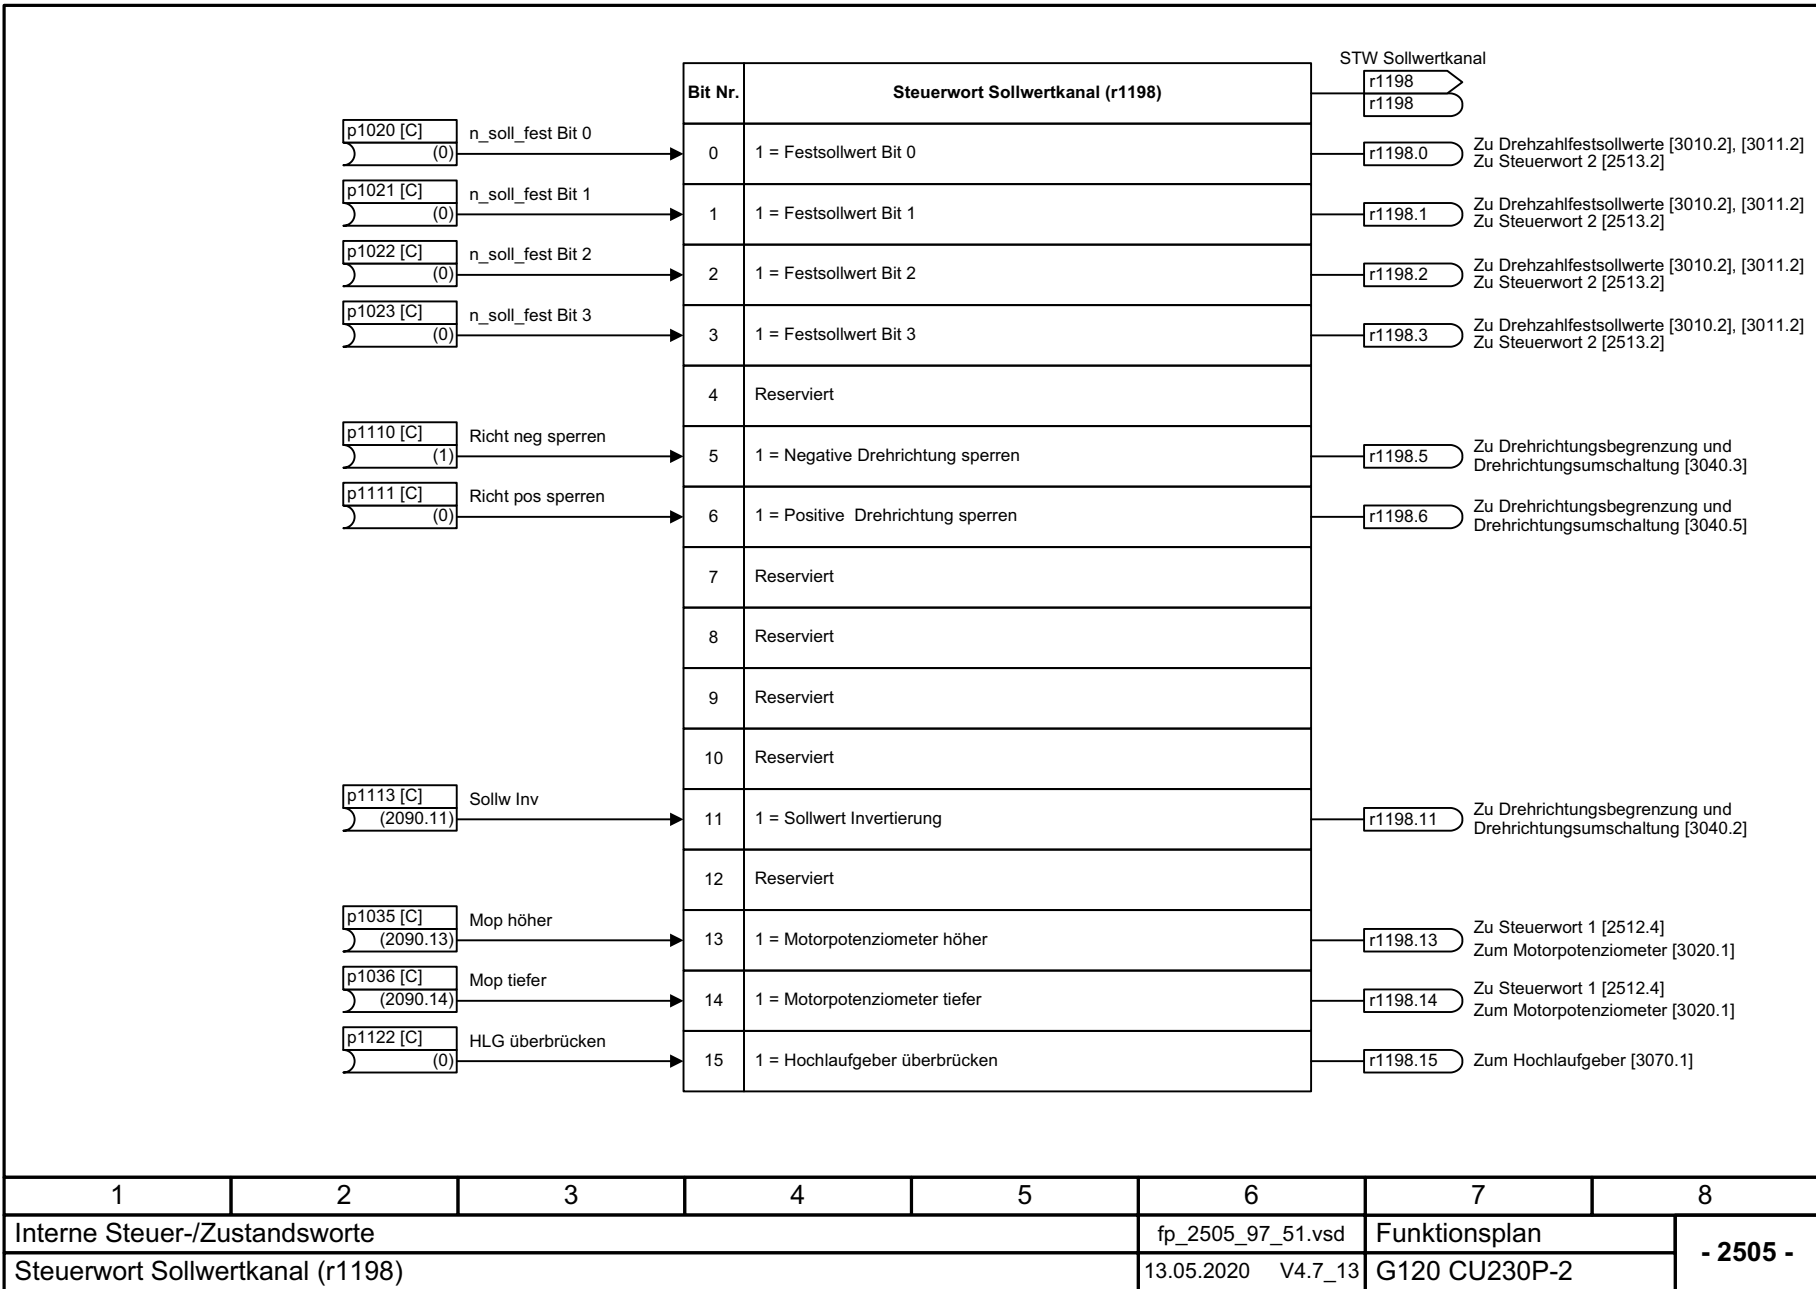 STW Sollwertkanal
r1198
r1198
Bit Nr. Steuerwort Sollwertkanal (r1198)
p1020 [C] n_soll_fest Bit 0
(0)
0 1 = Festsollwert Bit 0
r1198.0
Zu Drehzahlfestsollwerte [3010.2], [3011.2]
Zu Steuerwort 2 [2513.2]
p1021 [C] n_soll_fest Bit 1
(0)
1 1 = Festsollwert Bit 1
r1198.1
Zu Drehzahlfestsollwerte [3010.2], [3011.2]
Zu Steuerwort 2 [2513.2]
p1022 [C] n_soll_fest Bit 2
(0)
2 1 = Festsollwert Bit 2
r1198.2
Zu Drehzahlfestsollwerte [3010.2], [3011.2]
Zu Steuerwort 2 [2513.2]
p1023 [C] n_soll_fest Bit 3
(0)
3 1 = Festsollwert Bit 3
r1198.3
Zu Drehzahlfestsollwerte [3010.2], [3011.2]
Zu Steuerwort 2 [2513.2]
4 Reserviert
p1110 [C] Richt neg sperren
(1)
5 1 = Negative Drehrichtung sperren
r1198.5
Zu Drehrichtungsbegrenzung und
Drehrichtungsumschaltung [3040.3]
p1111 [C] Richt pos sperren
(0)
6 1 = Positive Drehrichtung sperren
r1198.6
Zu Drehrichtungsbegrenzung und
Drehrichtungsumschaltung [3040.5]
7 Reserviert
8 Reserviert
9 Reserviert
10 Reserviert
p1113 [C] Sollw Inv
(2090.11)
11 1 = Sollwert Invertierung
r1198.11
Zu Drehrichtungsbegrenzung und
Drehrichtungsumschaltung [3040.2]
12 Reserviert
p1035 [C] Mop höher
(2090.13)
13 1 = Motorpotenziometer höher
r1198.13
Zu Steuerwort 1 [2512.4]
Zum Motorpotenziometer [3020.1]
p1036 [C] Mop tiefer
(2090.14)
14 1 = Motorpotenziometer tiefer
r1198.14
Zu Steuerwort 1 [2512.4]
Zum Motorpotenziometer [3020.1]
p1122 [C] HLG überbrücken
(0)
15 1 = Hochlaufgeber überbrücken
r1198.15
Zum Hochlaufgeber [3070.1]
1 2 3 4 5 6 7 8
Interne Steuer-/Zustandsworte fp_2505_97_51.vsd Funktionsplan
- 2505 -
Steuerwort Sollwertkanal (r1198) 13.05.2020 V4.7_13 G120 CU230P-2